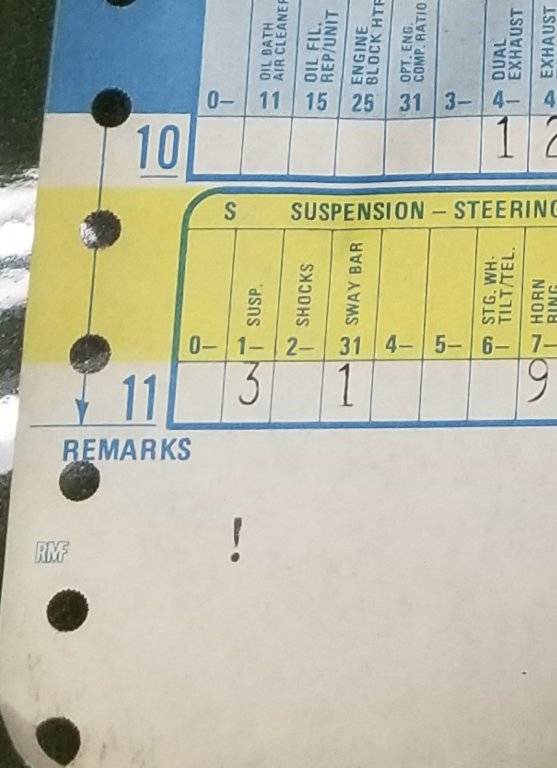 OIL BATH AIR CLEANER
OIL FIL. REP/UNIT
ENGINE BLOCK HTR
OPT. ENG. COMP. RATIO
DUAL EXHAUST
EXHAUST
0– 11 15 25 31 3– 4– 4
10 1 2
S SUSPENSION – STEERING
SUSP.
SHOCKS
SWAY BAR
STG. WH. TILT/TEL.
HORN RING
0– 1– 2– 31 4– 5– 6– 7–
11 3 1 9
REMARKS
!
RMF